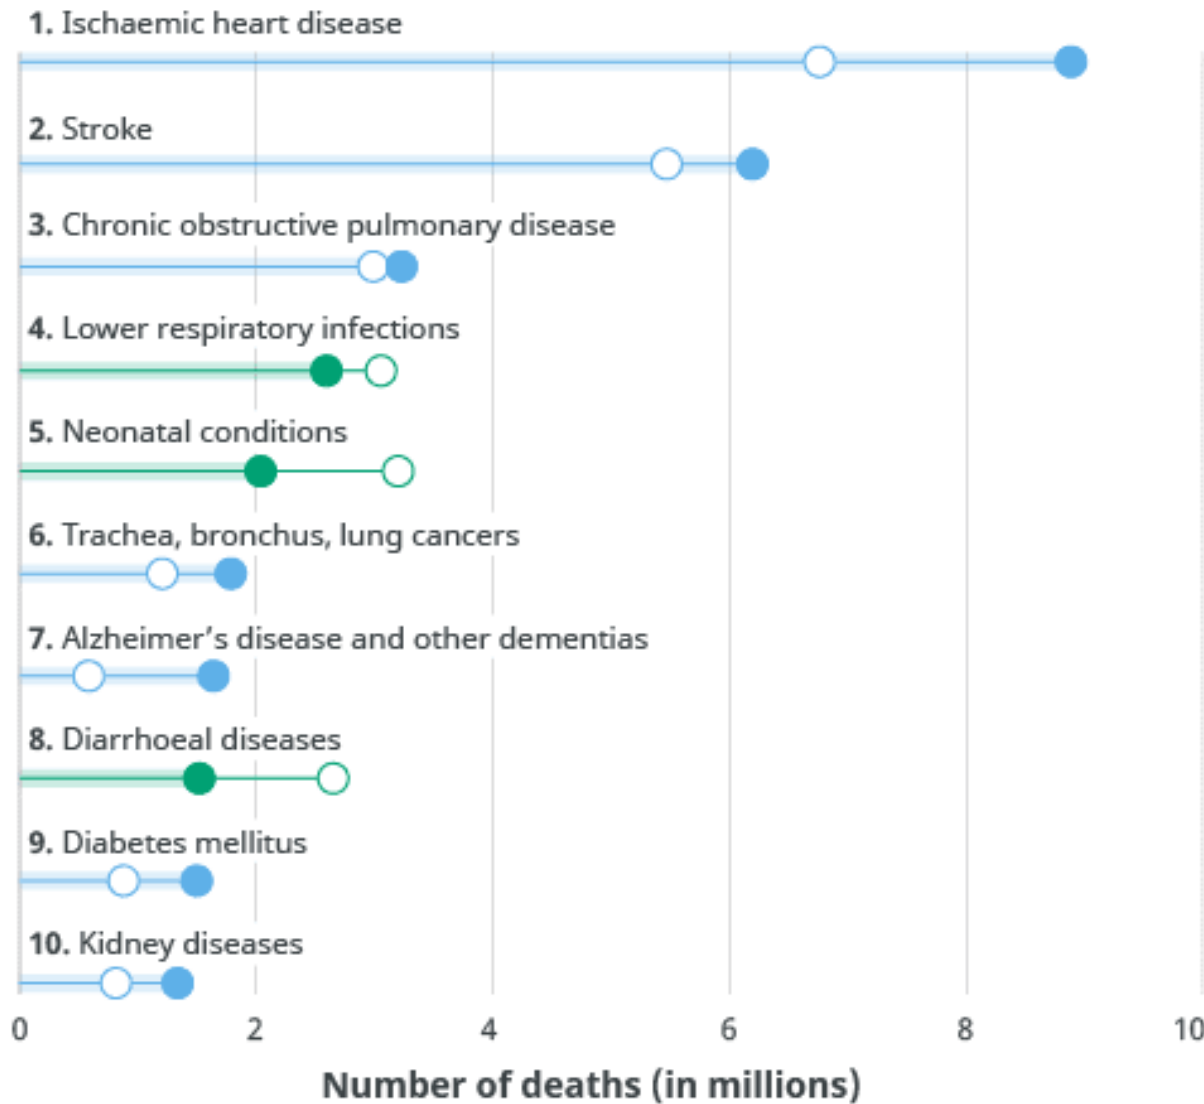 1. Ischaemic heart disease
2. Stroke
3. Chronic obstructive pulmonary disease
4. Lower respiratory infections
5. Neonatal conditions
6. Trachea, bronchus, lung cancers
7. Alzheimer’s disease and other dementias
8. Diarrhoeal diseases
9. Diabetes mellitus
10. Kidney diseases
0 2 4 6 8 10
Number of deaths (in millions)